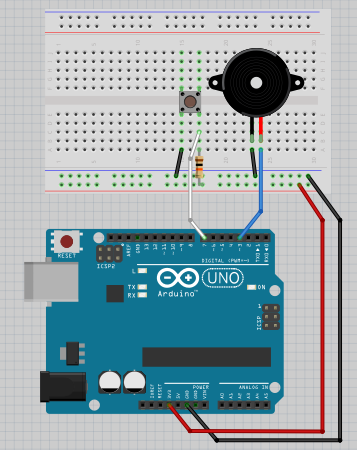 RESET
ICSP2
AREF
GND
13
12
~11
~10
~9
8
7
~6
~5
4
~3
2
TX▶1
RX◀0
DIGITAL (PWM=~)
L
TX
RX
Arduino™
UNO
ON
ICSP
1
IOREF
RESET
3V3
5V
GND
GND
VIN
POWER
ANALOG IN
A0
A1
A2
A3
A4
A5